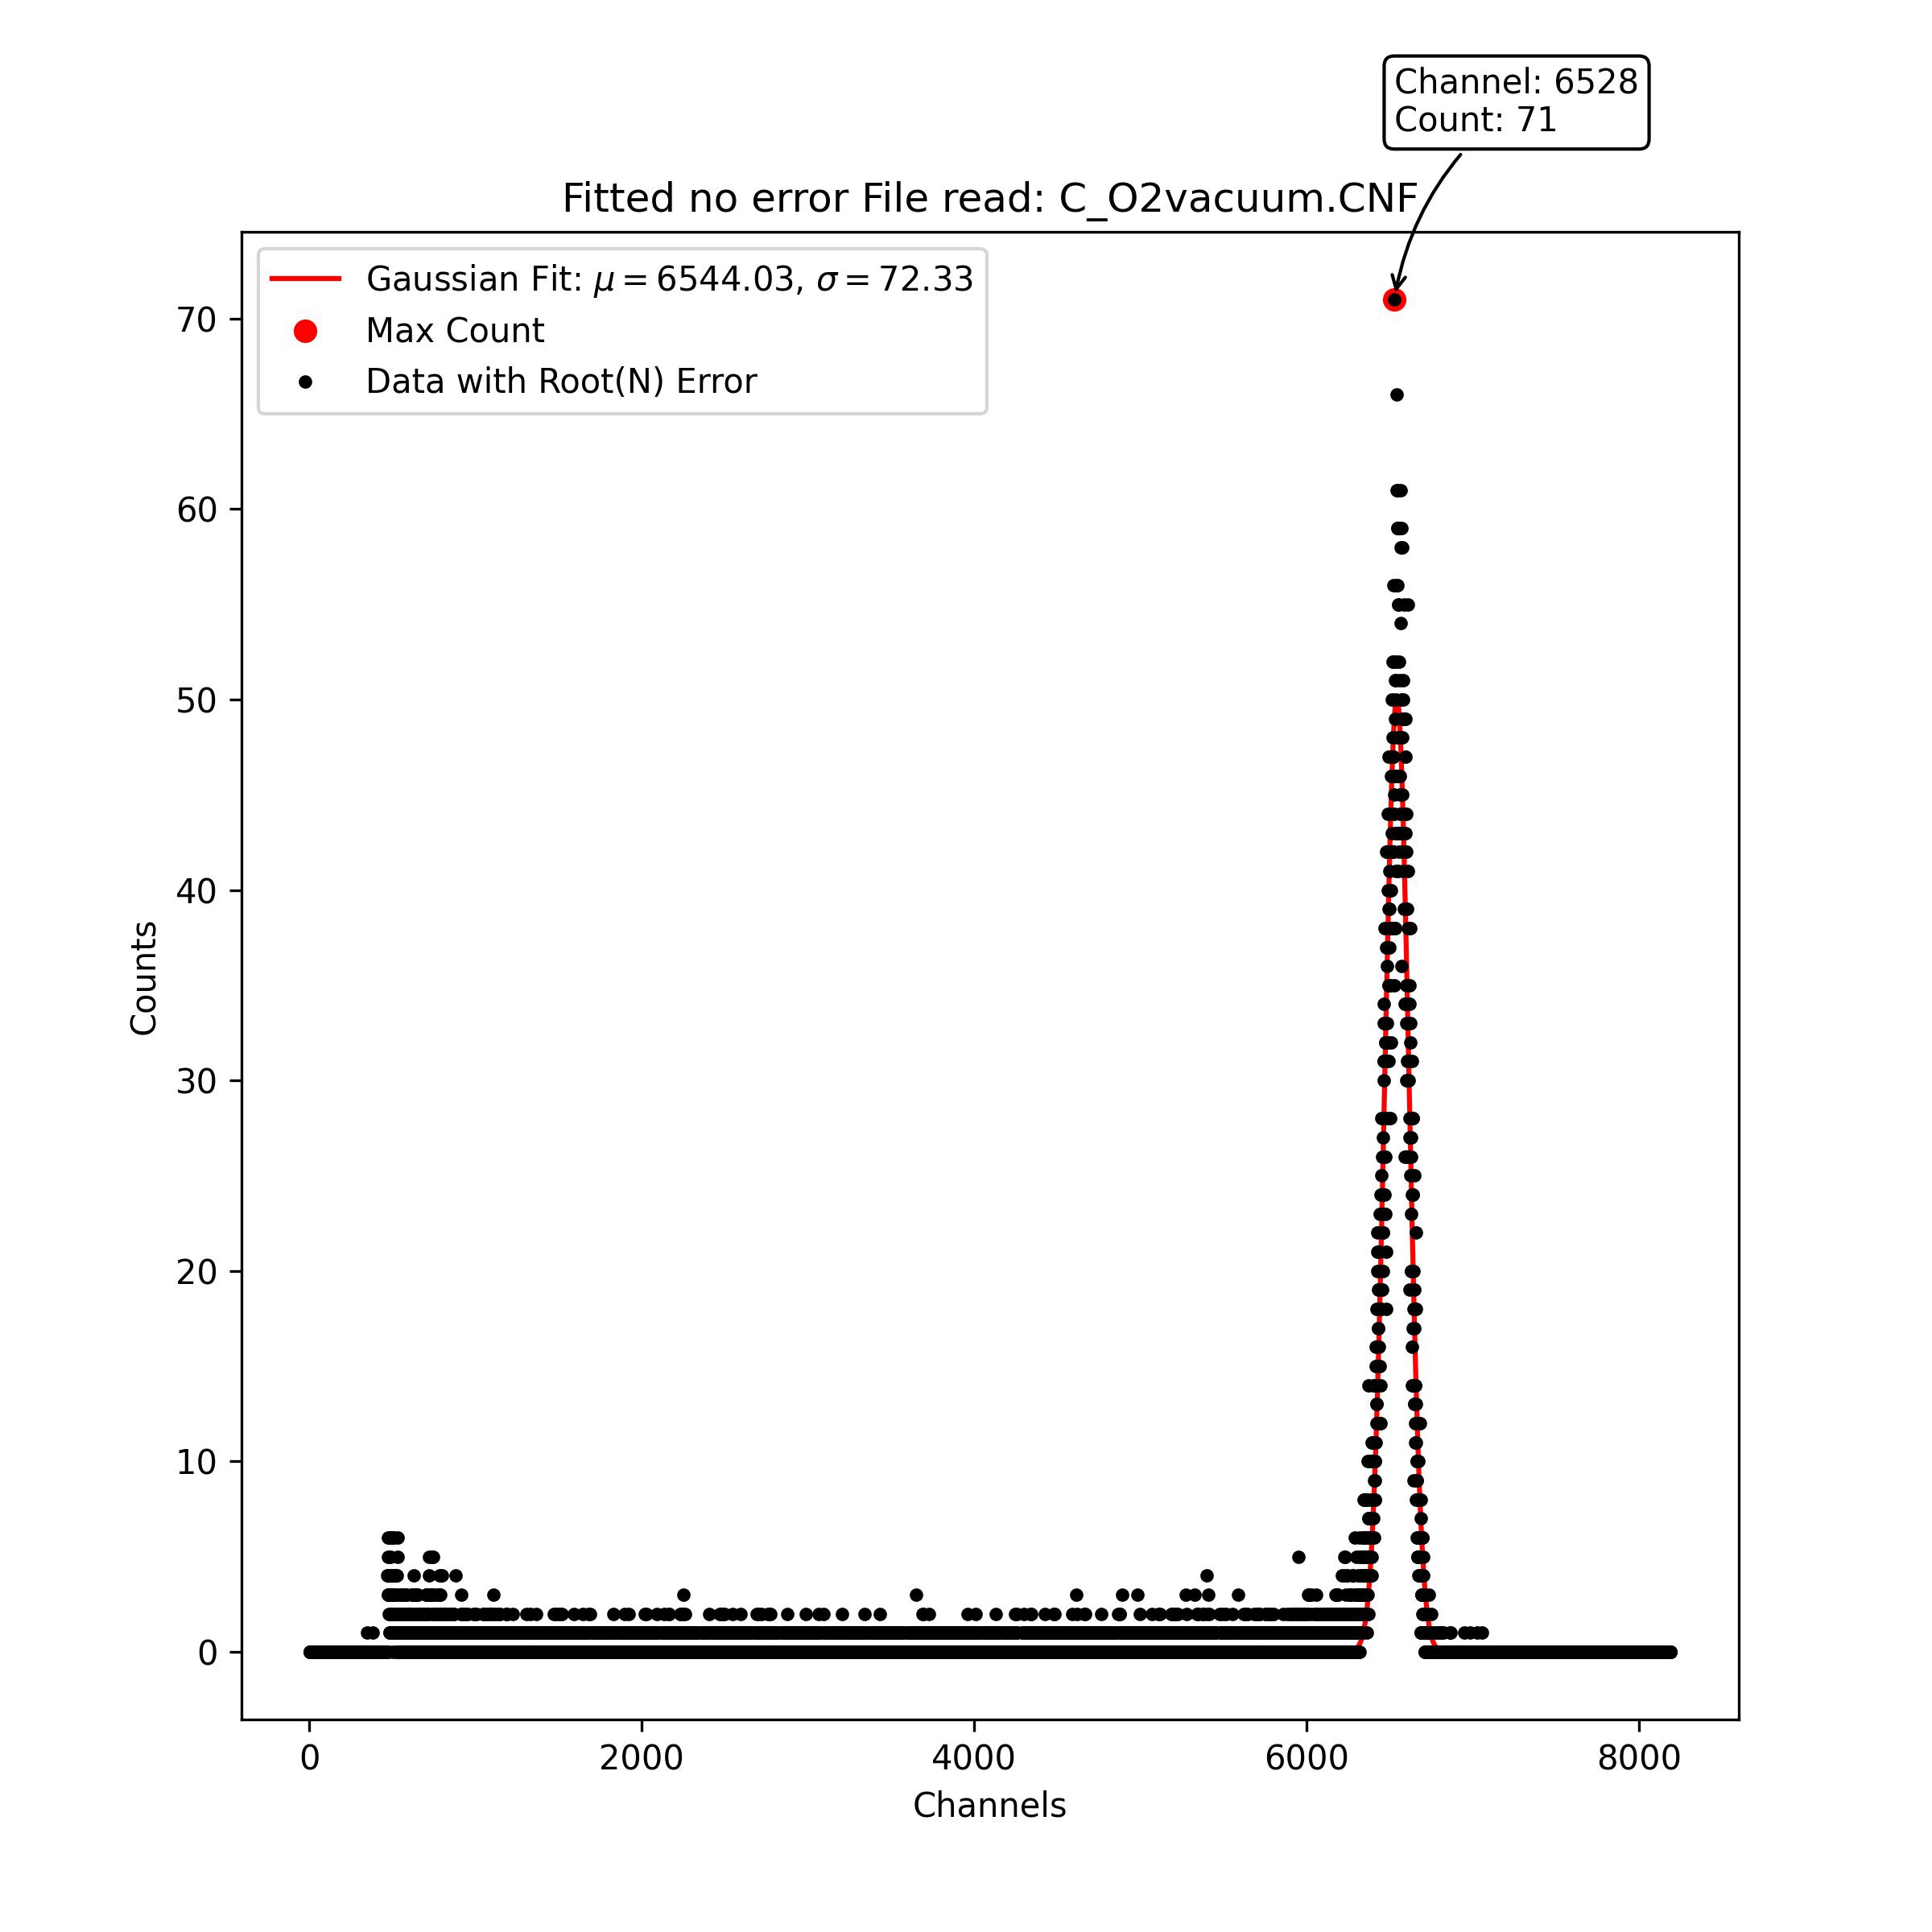 Channel: 6528
Count: 71
Fitted no error File read: C_O2vacuum.CNF
Gaussian Fit: μ = 6544.03, σ = 72.33
Max Count
Data with Root(N) Error
70
60
50
40
30
20
10
0
Counts
0 2000 4000 6000 8000
Channels